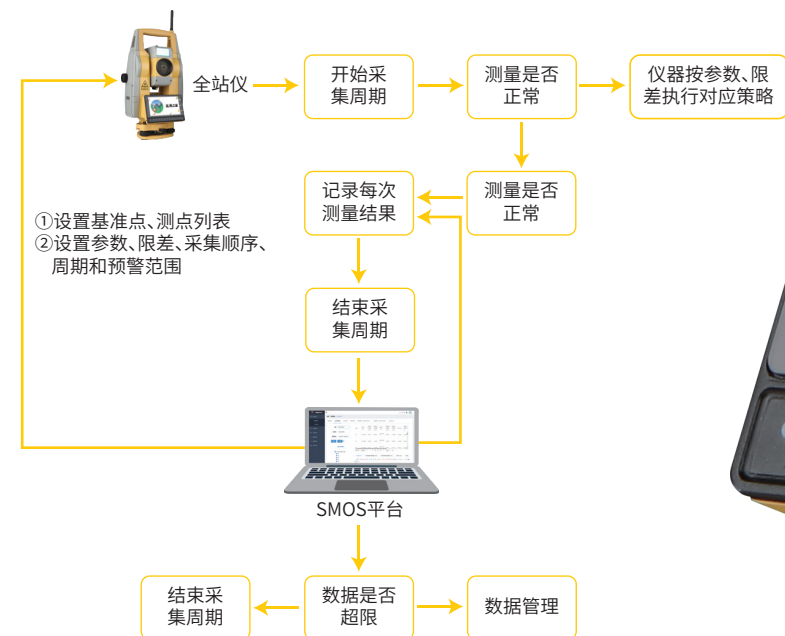 全站仪
开始采
集周期
测量是否
正常
仪器按参数、限
差执行对应策略
记录每次
测量结果
测量是否
正常
①设置基准点、测点列表
②设置参数、限差、采集顺序、
周期和预警范围
结束采
集周期
SMOS平台
结束采
集周期
数据是否
超限
数据管理